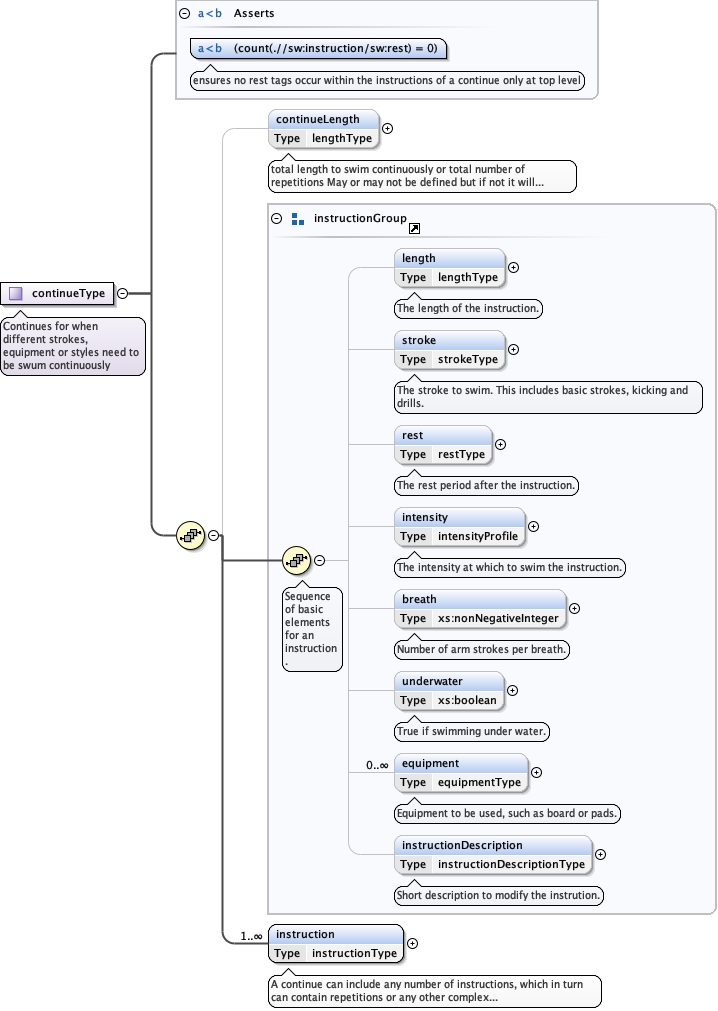 a<b Asserts
a<b (count(.//sw:instruction/sw:rest) = 0)
ensures no rest tags occur within the instructions of a continue only at top level
continueLength
Type lengthType
total length to swim continuously or total number of
repetitions May or may not be defined but if not it will...
instructionGroup
length
Type lengthType
The length of the instruction.
continueType
Continues for when
different strokes,
equipment or styles need to
be swum continuously
stroke
Type strokeType
The stroke to swim. This includes basic strokes, kicking and
drills.
rest
Type restType
The rest period after the instruction.
intensity
Type intensityProfile
The intensity at which to swim the instruction.
Sequence
of basic
elements
for an
instruction
.
breath
Type xs:nonNegativeInteger
Number of arm strokes per breath.
underwater
Type xs:boolean
True if swimming under water.
0..∞
equipment
Type equipmentType
Equipment to be used, such as board or pads.
instructionDescription
Type instructionDescriptionType
Short description to modify the instrution.
1..∞
instruction
Type instructionType
A continue can include any number of instructions, which in turn
can contain repetitions or any other complex...